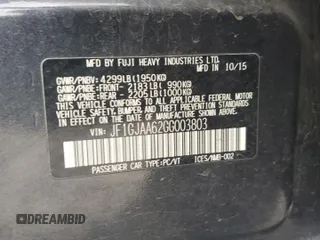 MFD BY FUJI HEAVY INDUSTRIES LTD. 10/15
GVWR/PNBV: 4299LB(1950KG)
GAWR/PNBE:FRONT- 2183LB( 990KG)
GAWR/PNBE:REAR - 2205LB(1000KG)
THIS VEHICLE CONFORMS TO ALL APPLICABLE
FEDERAL MOTOR VEHICLE SAFETY, BUMPER,
AND THEFT PREVENTION STANDARDS IN
EFFECT ON THE DATE OF MANUFACTURE
SHOWN ABOVE.
VIN: JF1GJAA62GG003803
PASSENGER CAR TYPE:PC/VT ICES/NMB-002
DREAMBID